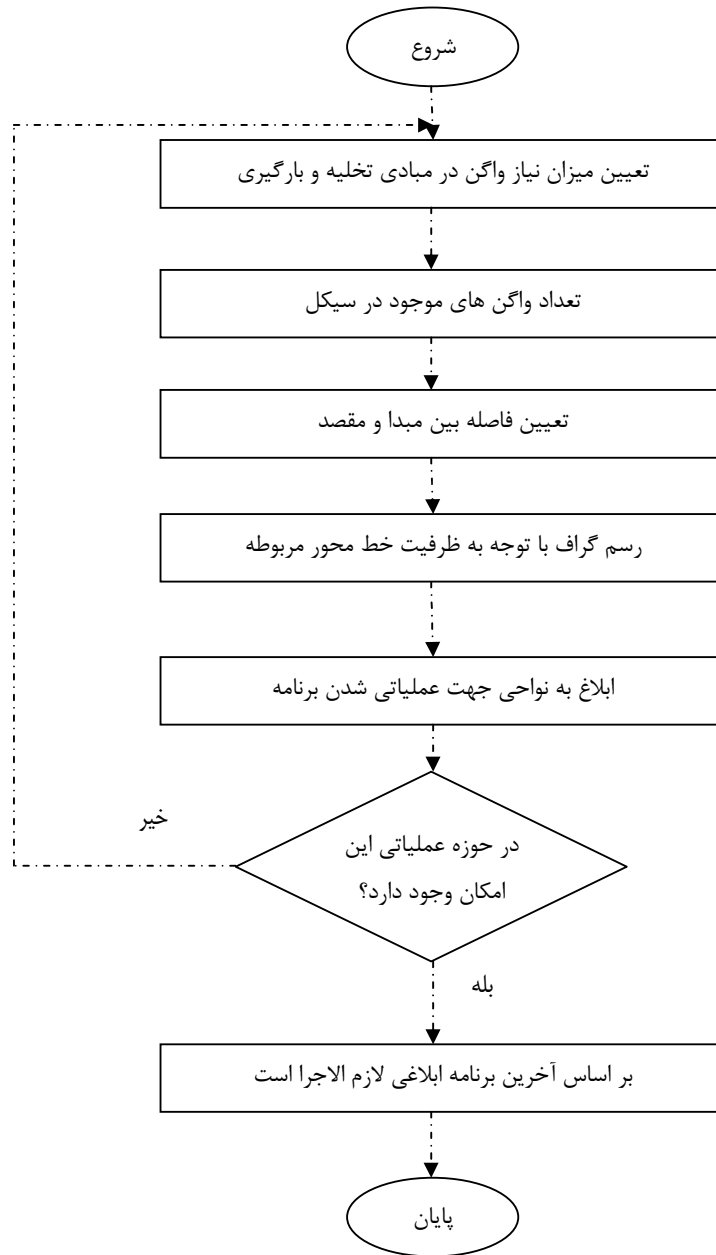 شروع
تعیین میزان نیاز واگن در مبادی تخلیه و بارگیری
تعداد واگن های موجود در سیکل
تعیین فاصله بین مبدا و مقصد
رسم گراف با توجه به ظرفیت خط محور مربوطه
ابلاغ به نواحی جهت عملیاتی شدن برنامه
در حوزه عملیاتی این
امکان وجود دارد؟
خیر
بله
بر اساس آخرین برنامه ابلاغی لازم الاجرا است
پایان